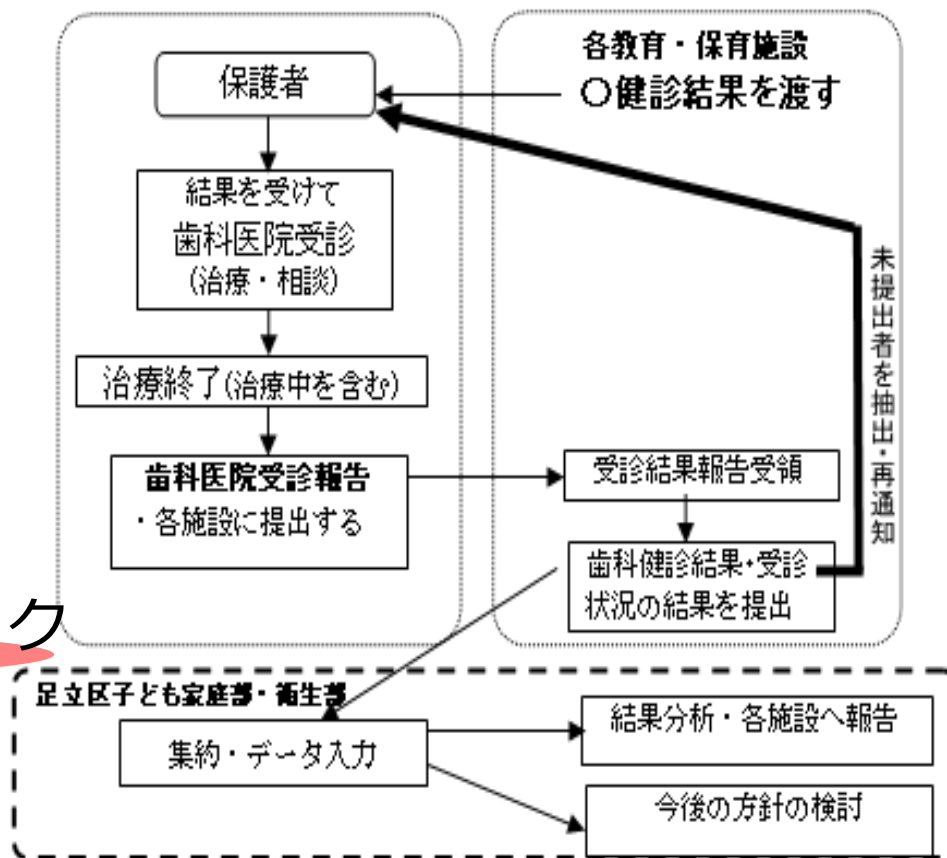 各教育・保育施設
○健診結果を渡す
保護者
結果を受けて
歯科医院受診
(治療・相談)
治療終了(治療中を含む)
歯科医院受診報告
・各施設に提出する
受診結果報告受領
歯科健診結果・受診
状況の結果を提出
未提出者を抽出・再通知
ク
足立区子ども家庭部・衛生部
集約・データ入力
結果分析・各施設へ報告
今後の方針の検討